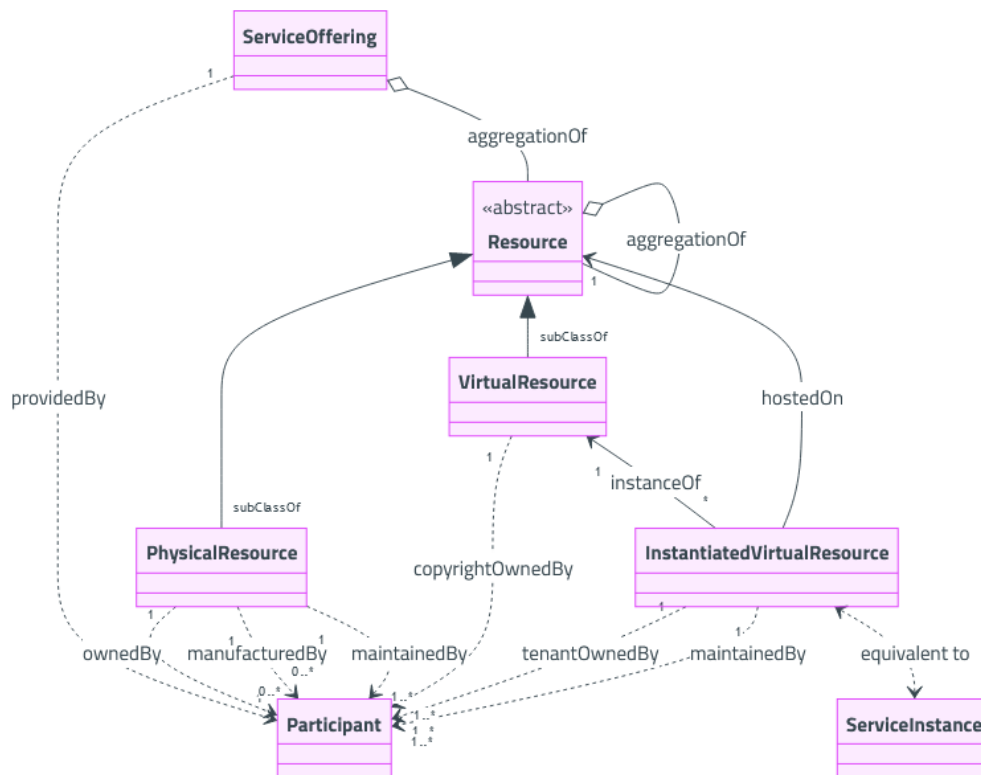 ServiceOffering
1
aggregationOf
«abstract»
Resource
aggregationOf
1
subClassOf
VirtualResource
providedBy
hostedOn
1
1
instanceOf
*
subClassOf
PhysicalResource
InstantiatedVirtualResource
copyrightOwnedBy
1
1
1
1
1
ownedBy
manufacturedBy
maintainedBy
tenantOwnedBy
maintainedBy
equivalent to
0..*
0..*
1..*
Participant
1..*
1
*
1..*
ServiceInstance